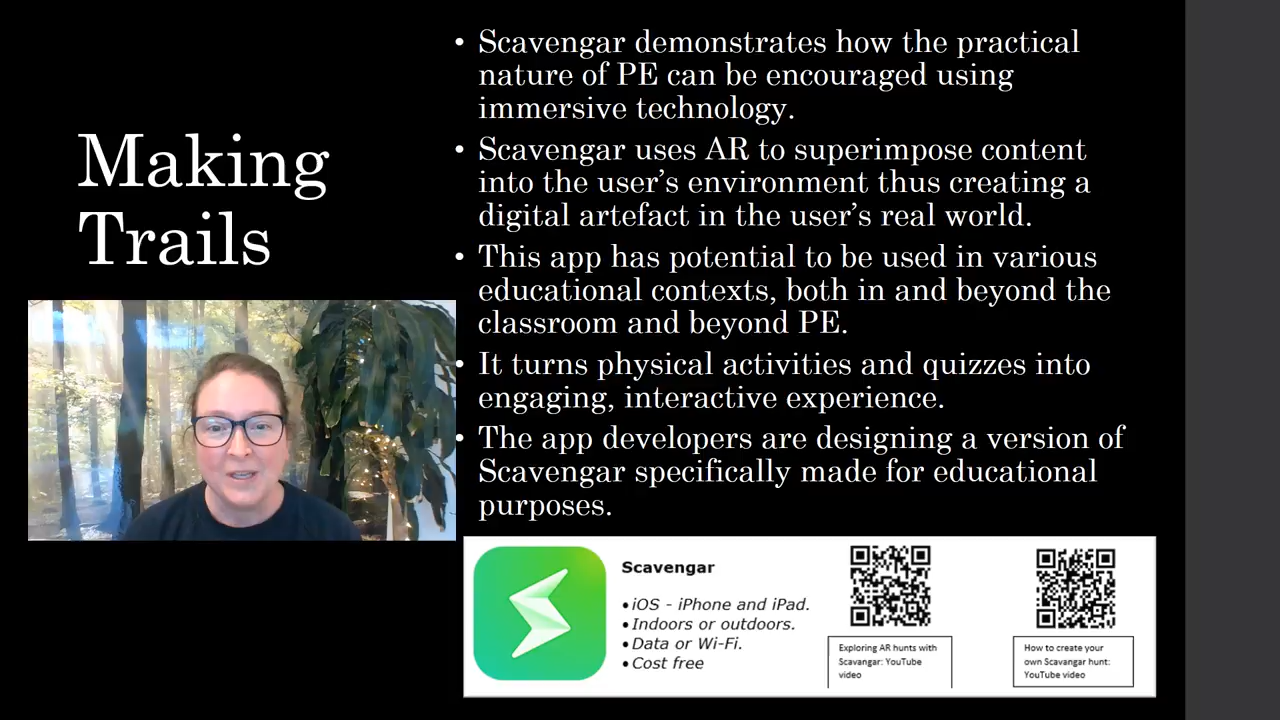 Making
Trails
• Scavengar demonstrates how the practical
nature of PE can be encouraged using
immersive technology.
• Scavengar uses AR to superimpose content
into the user’s environment thus creating a
digital artefact in the user’s real world.
• This app has potential to be used in various
educational contexts, both in and beyond the
classroom and beyond PE.
• It turns physical activities and quizzes into
engaging, interactive experience.
• The app developers are designing a version of
Scavengar specifically made for educational
purposes.
Scavengar
• iOS - iPhone and iPad.
• Indoors or outdoors.
• Data or Wi-Fi.
• Cost free
Exploring AR hunts with
Scavangar: YouTube
video
How to create your
own Scavangar hunt:
YouTube video